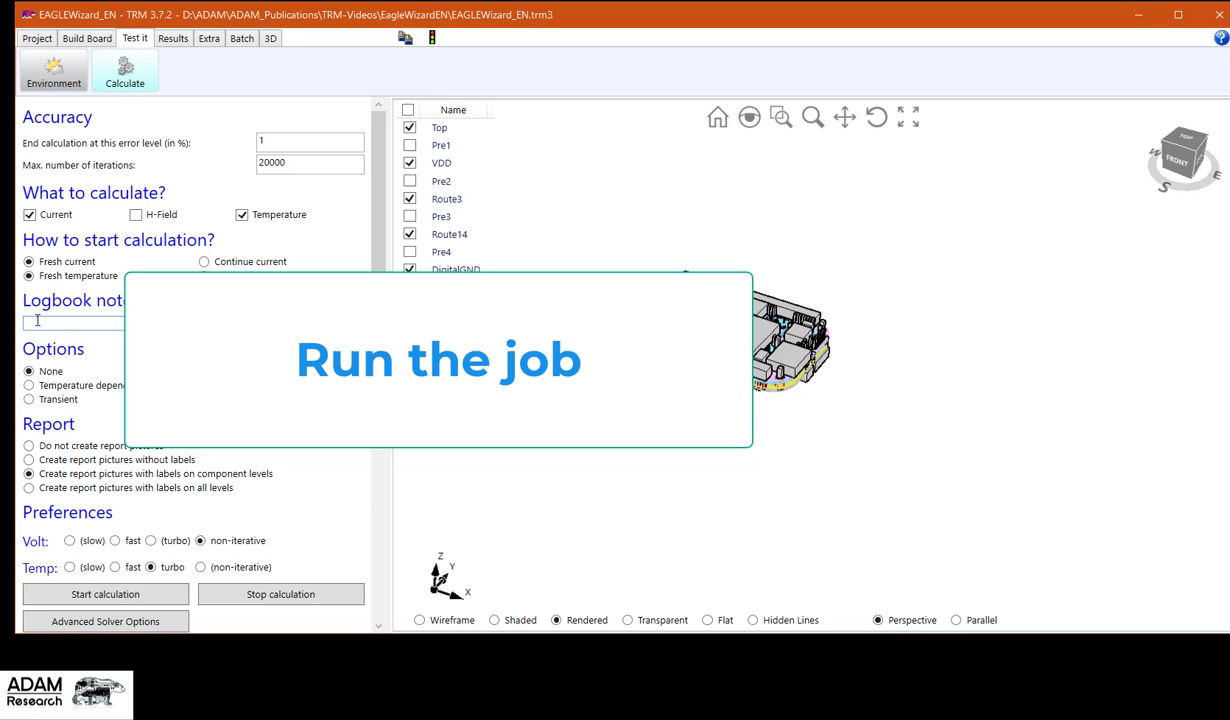 EAGLEWizard_EN - TRM 3.7.2 - D:\ADAM\ADAM_Publications\TRM-Videos\EagleWizardEN\EAGLEWizard_EN.trm3
Project Build Board Test it Results Extra Batch 3D
Environment Calculate
Accuracy
End calculation at this error level (in %): 1
Max. number of iterations: 20000
What to calculate?
Current H-Field Temperature
How to start calculation?
Fresh current Continue current
Fresh temperature
Logbook note
Options
None
Temperature depen
Transient
Report
Do not create report pictures
Create report pictures without labels
Create report pictures with labels on component levels
Create report pictures with labels on all levels
Preferences
Volt: (slow) fast (turbo) non-iterative
Temp: (slow) fast turbo (non-iterative)
Start calculation Stop calculation
Advanced Solver Options
Name
Top
Pre1
VDD
Pre2
Route3
Pre3
Route14
Pre4
DigitalGND
Run the job
TOP
FRONT
W
E
S
Z
Y
X
Wireframe Shaded Rendered Transparent Flat Hidden Lines Perspective Parallel
ADAM
Research